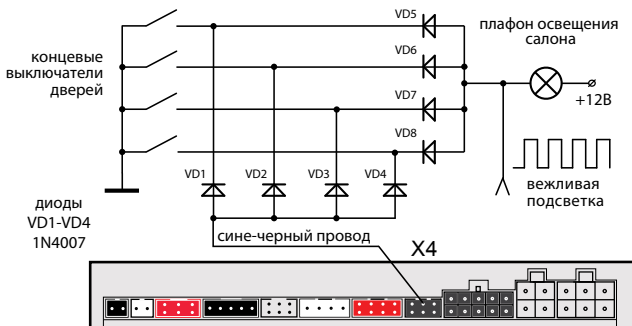 VD5
плафон освещения
салона
концевые
выключатели
дверей
VD6
+12В
VD7
VD8
VD1
VD2
VD3
VD4
вежливая
подсветка
диоды
VD1-VD4
1N4007
сине-черный провод
X4